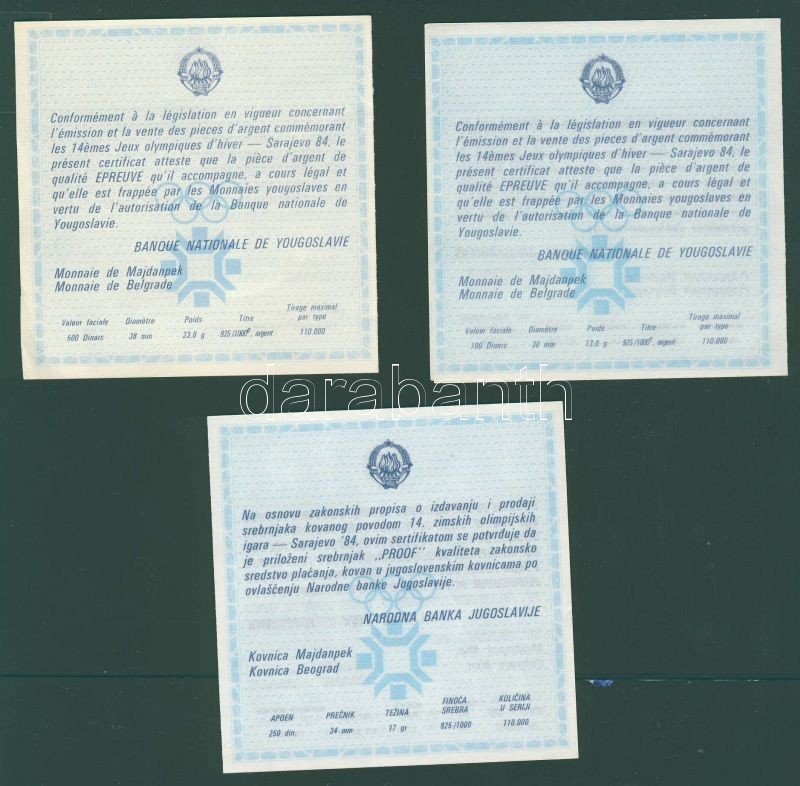 Conformément à la législation en vigueur concernant
l'émission et la vente des pieces d'argent commémorant
les 14èmes Jeux olympiques d'hiver — Sarajevo 84, le
présent certificat atteste que la pièce d'argent de
qualité EPREUVE qu'il accompagne, a cours légal et
qu'elle est frappée par les Monnaies yougoslaves en
vertu de l'autorisation de la Banque nationale de
Yougoslavie.
BANQUE NATIONALE DE YOUGOSLAVIE
Monnaie de Majdanpek
Monnaie de Belgrade
Valeur faciale Diamètre Poids Titre Tirage maximal par type
500 Dinars 38 mm 23,0 g 925/1000⁰, argent 110.000
Conformément à la législation en vigueur concernant
l'émission et la vente des pieces d'argent commémorant
les 14èmes Jeux olympiques d'hiver — Sarajevo 84, le
présent certificat atteste que la pièce d'argent de
qualité EPREUVE qu'il accompagne, a cours légal et
qu'elle est frappée par les Monnaies yougoslaves en
vertu de l'autorisation de la Banque nationale de
Yougoslavie.
BANQUE NATIONALE DE YOUGOSLAVIE
Monnaie de Majdanpek
Monnaie de Belgrade
Valeur faciale Diamètre Poids Titre Tirage maximal par type
100 Dinars 30 mm 13,0 g 925/1000⁰, argent 110.000
darabanth
Na osnovu zakonskih propisa o izdavanju i prodaji
srebrnjaka kovanog povodom 14. zimskih olimpijskih
igara — Sarajevo '84, ovim sertifikatom se potvrđuje da
je priloženi srebrnjak ,,PROOF" kvaliteta zakonsko
sredstvo plaćanja, kovan u jugoslovenskim kovnicama po
ovlašćenju Narodne banke Jugoslavije.
NARODNA BANKA JUGOSLAVIJE
Kovnica Majdanpek
Kovnica Beograd
APOEN PREČNIK TEŽINA FINOĆA SREBRA KOLIČINA U SERIJI
250 din. 34 mm 17 gr 925/1000 110.000